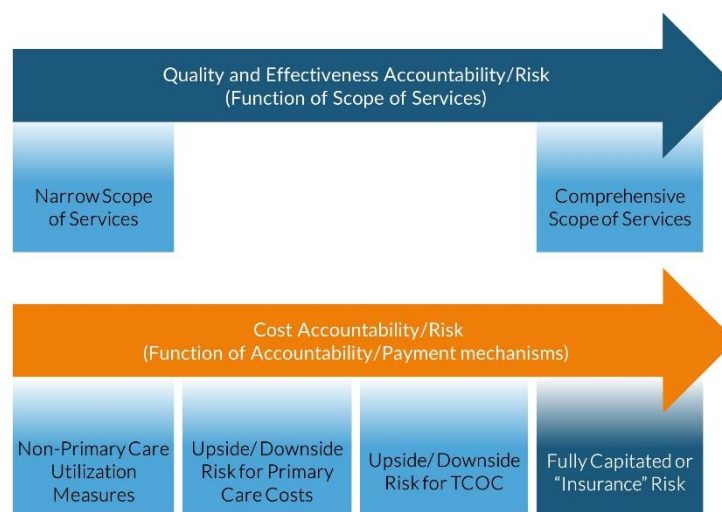 Quality and Effectiveness Accountability/Risk
(Function of Scope of Services)
Narrow Scope
of Services
Comprehensive
Scope of Services
Cost Accountability/Risk
(Function of Accountability/Payment mechanisms)
Non-Primary Care
Utilization
Measures
Upside/Downside
Risk for Primary
Care Costs
Upside/Downside
Risk for TCOC
Fully Capitated or
“Insurance” Risk